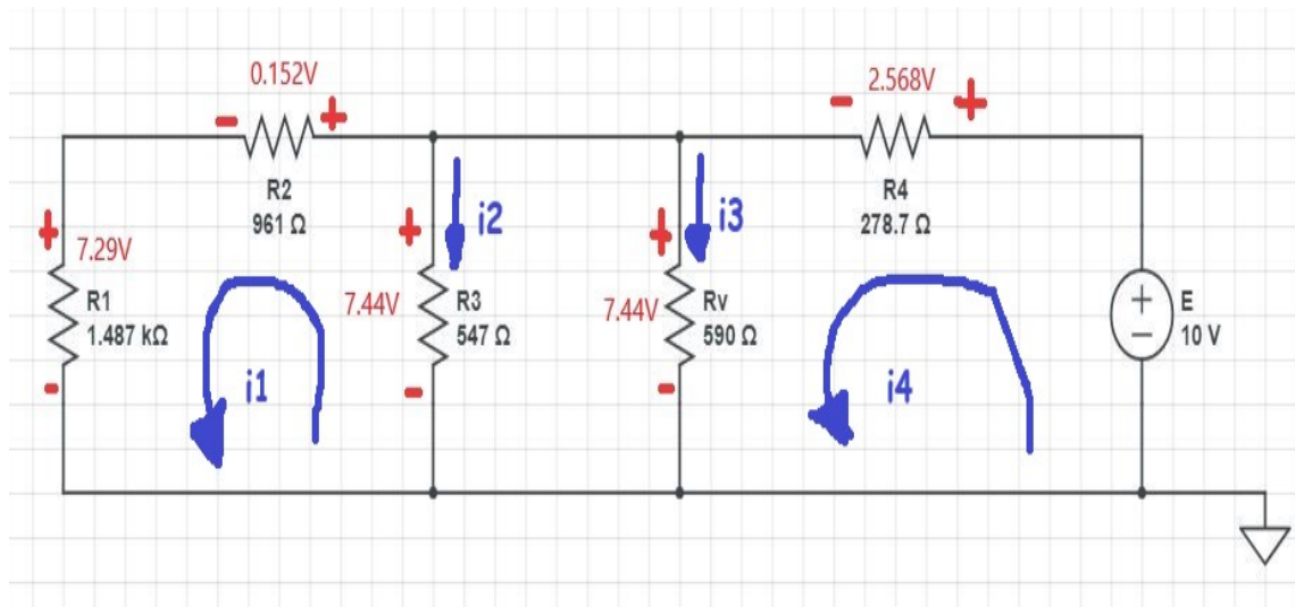 0.152V
2.568V
- +
- +
R2
961 Ω
R4
278.7 Ω
i2
i3
+
7.29V
R1
1.487 kΩ
-
i1
+
7.44V
R3
547 Ω
-
+
7.44V
Rv
590 Ω
-
i4
+
−
E
10 V